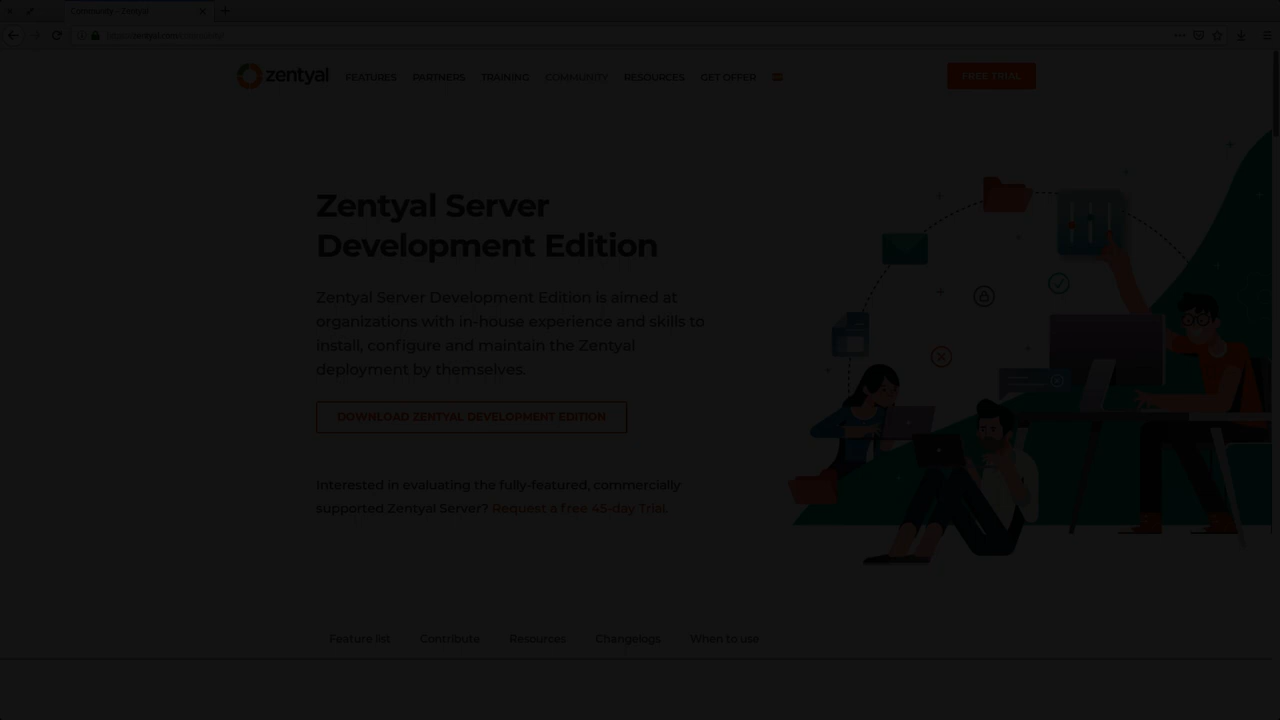 Community - Zentyal
zentyal
FEATURES
PARTNERS
TRAINING
COMMUNITY
RESOURCES
GET OFFER
FREE TRIAL
Zentyal Server
Development Edition
Zentyal Server Development Edition is aimed at
organizations with in-house experience and skills to
install, configure and maintain the Zentyal
deployment by themselves.
DOWNLOAD ZENTYAL DEVELOPMENT EDITION
Interested in evaluating the fully-featured, commercially
supported Zentyal Server? Request a free 45-day Trial.
Feature list
Contribute
Resources
Changelogs
When to use